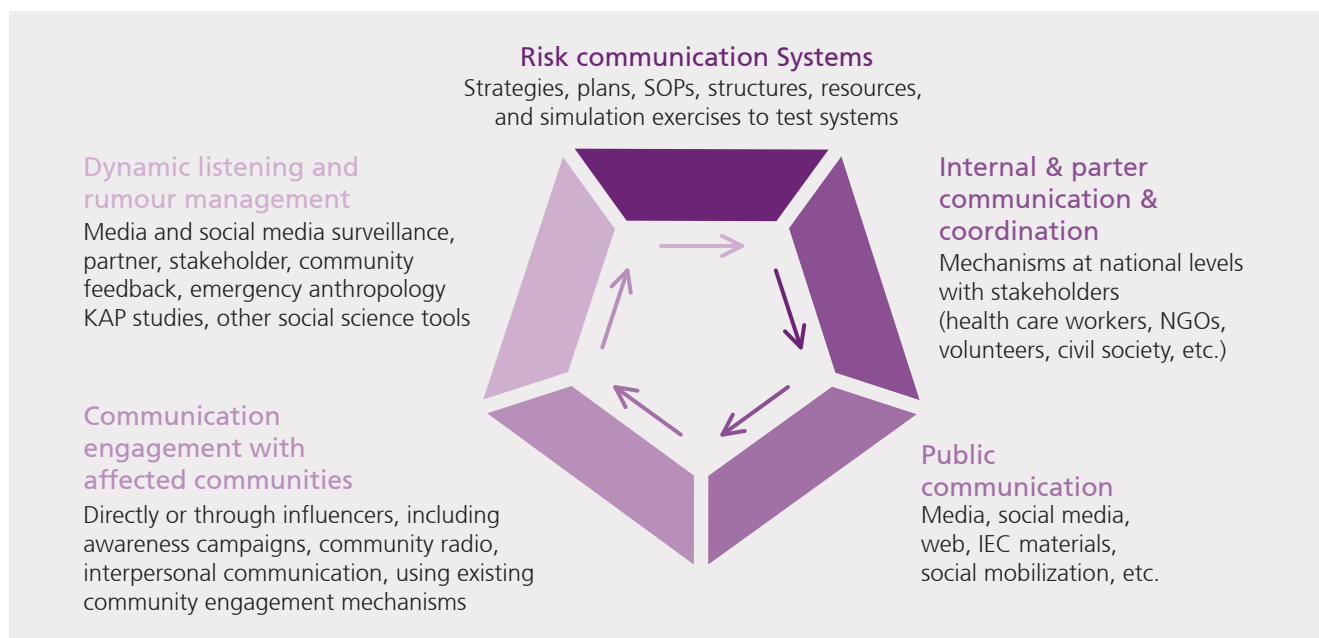 Risk communication Systems
Strategies, plans, SOPs, structures, resources,
and simulation exercises to test systems
Internal & parter
communication &
coordination
Mechanisms at national levels
with stakeholders
(health care workers, NGOs,
volunteers, civil society, etc.)
Public
communication
Media, social media,
web, IEC materials,
social mobilization, etc.
Communication
engagement with
affected communities
Directly or through influencers, including
awareness campaigns, community radio,
interpersonal communication, using existing
community engagement mechanisms
Dynamic listening and
rumour management
Media and social media surveillance,
partner, stakeholder, community
feedback, emergency anthropology
KAP studies, other social science tools